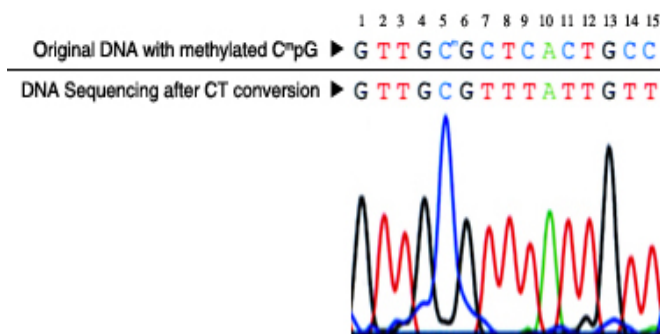 1 2 3 4 5 6 7 8 9 10 11 12 13 14 15
Original DNA with methylated CᵐpG ▶ G T T G CᵐG C T C A C T G C C
DNA Sequencing after CT conversion ▶ G T T G C G T T T A T T G T T